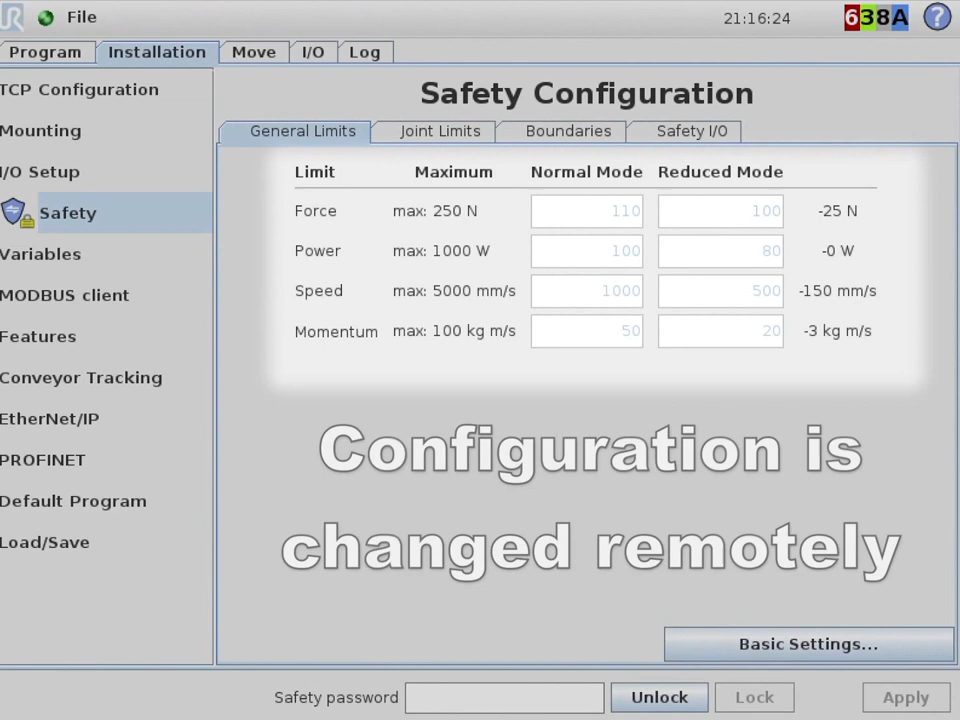 File 21:16:24 638A ?
Program Installation Move I/O Log
TCP Configuration
Mounting
I/O Setup
Safety
Variables
MODBUS client
Features
Conveyor Tracking
EtherNet/IP
PROFINET
Default Program
Load/Save
Safety Configuration
General Limits Joint Limits Boundaries Safety I/O
Limit Maximum Normal Mode Reduced Mode
Force max: 250 N 110 100 -25 N
Power max: 1000 W 100 80 -0 W
Speed max: 5000 mm/s 1000 500 -150 mm/s
Momentum max: 100 kg m/s 50 20 -3 kg m/s
Configuration is
changed remotely
Basic Settings...
Safety password Unlock Lock Apply